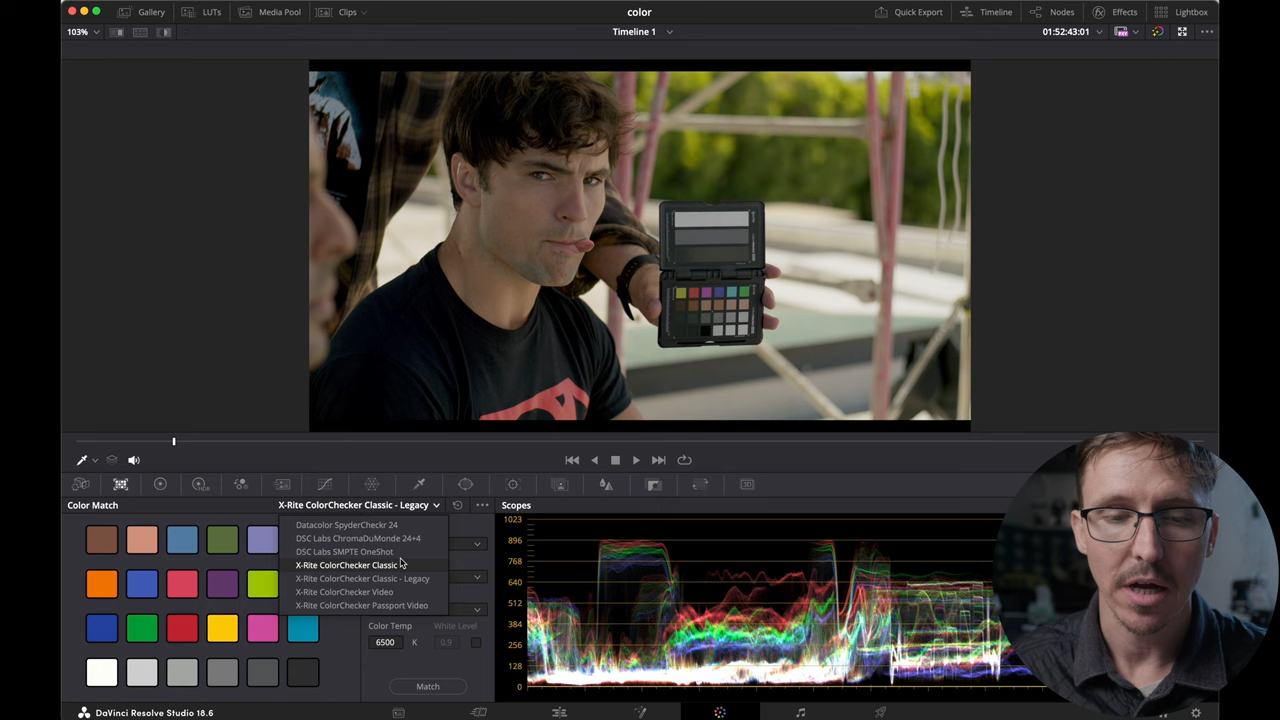 Gallery
LUTs
Media Pool
Clips
color
Quick Export
Timeline
Nodes
Effects
Lightbox
103%
Timeline 1
01:52:43:01
Color Match
X-Rite ColorChecker Classic - Legacy
Scopes
Datacolor SpyderCheckr 24
DSC Labs ChromaDuMonde 24+4
DSC Labs SMPTE OneShot
X-Rite ColorChecker Classic
X-Rite ColorChecker Classic - Legacy
X-Rite ColorChecker Video
X-Rite ColorChecker Passport Video
Color Temp
White Level
6500
K
0.9
Match
1023
896
768
640
512
384
256
128
0
DaVinci Resolve Studio 18.6